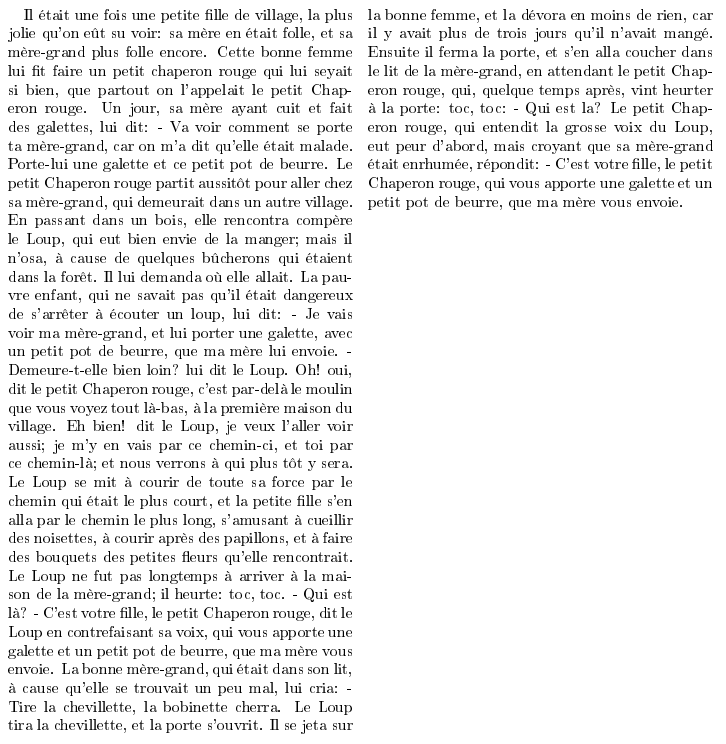 Il était une fois une petite fille de village, la plus
jolie qu'on eût su voir: sa mère en était folle, et sa
mère-grand plus folle encore. Cette bonne femme
lui fit faire un petit chaperon rouge qui lui seyait
si bien, que partout on l'appelait le petit Chap-
eron rouge. Un jour, sa mère ayant cuit et fait
des galettes, lui dit: - Va voir comment se porte
ta mère-grand, car on m'a dit qu'elle était malade.
Porte-lui une galette et ce petit pot de beurre. Le
petit Chaperon rouge partit aussitôt pour aller chez
sa mère-grand, qui demeurait dans un autre village.
En passant dans un bois, elle rencontra compère
le Loup, qui eut bien envie de la manger; mais il
n'osa, à cause de quelques bûcherons qui étaient
dans la forêt. Il lui demanda où elle allait. La pau-
vre enfant, qui ne savait pas qu'il était dangereux
de s'arrêter à écouter un loup, lui dit: - Je vais
voir ma mère-grand, et lui porter une galette, avec
un petit pot de beurre, que ma mère lui envoie. -
Demeure-t-elle bien loin? lui dit le Loup. Oh! oui,
dit le petit Chaperon rouge, c'est par-delà le moulin
que vous voyez tout là-bas, à la première maison du
village. Eh bien! dit le Loup, je veux l'aller voir
aussi; je m'y en vais par ce chemin-ci, et toi par
ce chemin-là; et nous verrons à qui plus tôt y sera.
Le Loup se mit à courir de toute sa force par le
chemin qui était le plus court, et la petite fille s'en
alla par le chemin le plus long, s'amusant à cueillir
des noisettes, à courir après des papillons, et à faire
des bouquets des petites fleurs qu'elle rencontrait.
Le Loup ne fut pas longtemps à arriver à la mai-
son de la mère-grand; il heurte: toc, toc. - Qui est
là? - C'est votre fille, le petit Chaperon rouge, dit le
Loup en contrefaisant sa voix, qui vous apporte une
galette et un petit pot de beurre, que ma mère vous
envoie. La bonne mère-grand, qui était dans son lit,
à cause qu'elle se trouvait un peu mal, lui cria: -
Tire la chevillette, la bobinette cherra. Le Loup
tira la chevillette, et la porte s'ouvrit. Il se jeta sur
la bonne femme, et la dévora en moins de rien, car
il y avait plus de trois jours qu'il n'avait mangé.
Ensuite il ferma la porte, et s'en alla coucher dans
le lit de la mère-grand, en attendant le petit Chap-
eron rouge, qui, quelque temps après, vint heurter
à la porte: toc, toc: - Qui est la? Le petit Chap-
eron rouge, qui entendit la grosse voix du Loup,
eut peur d'abord, mais croyant que sa mère-grand
était enrhumée, répondit: - C'est votre fille, le petit
Chaperon rouge, qui vous apporte une galette et un
petit pot de beurre, que ma mère vous envoie.